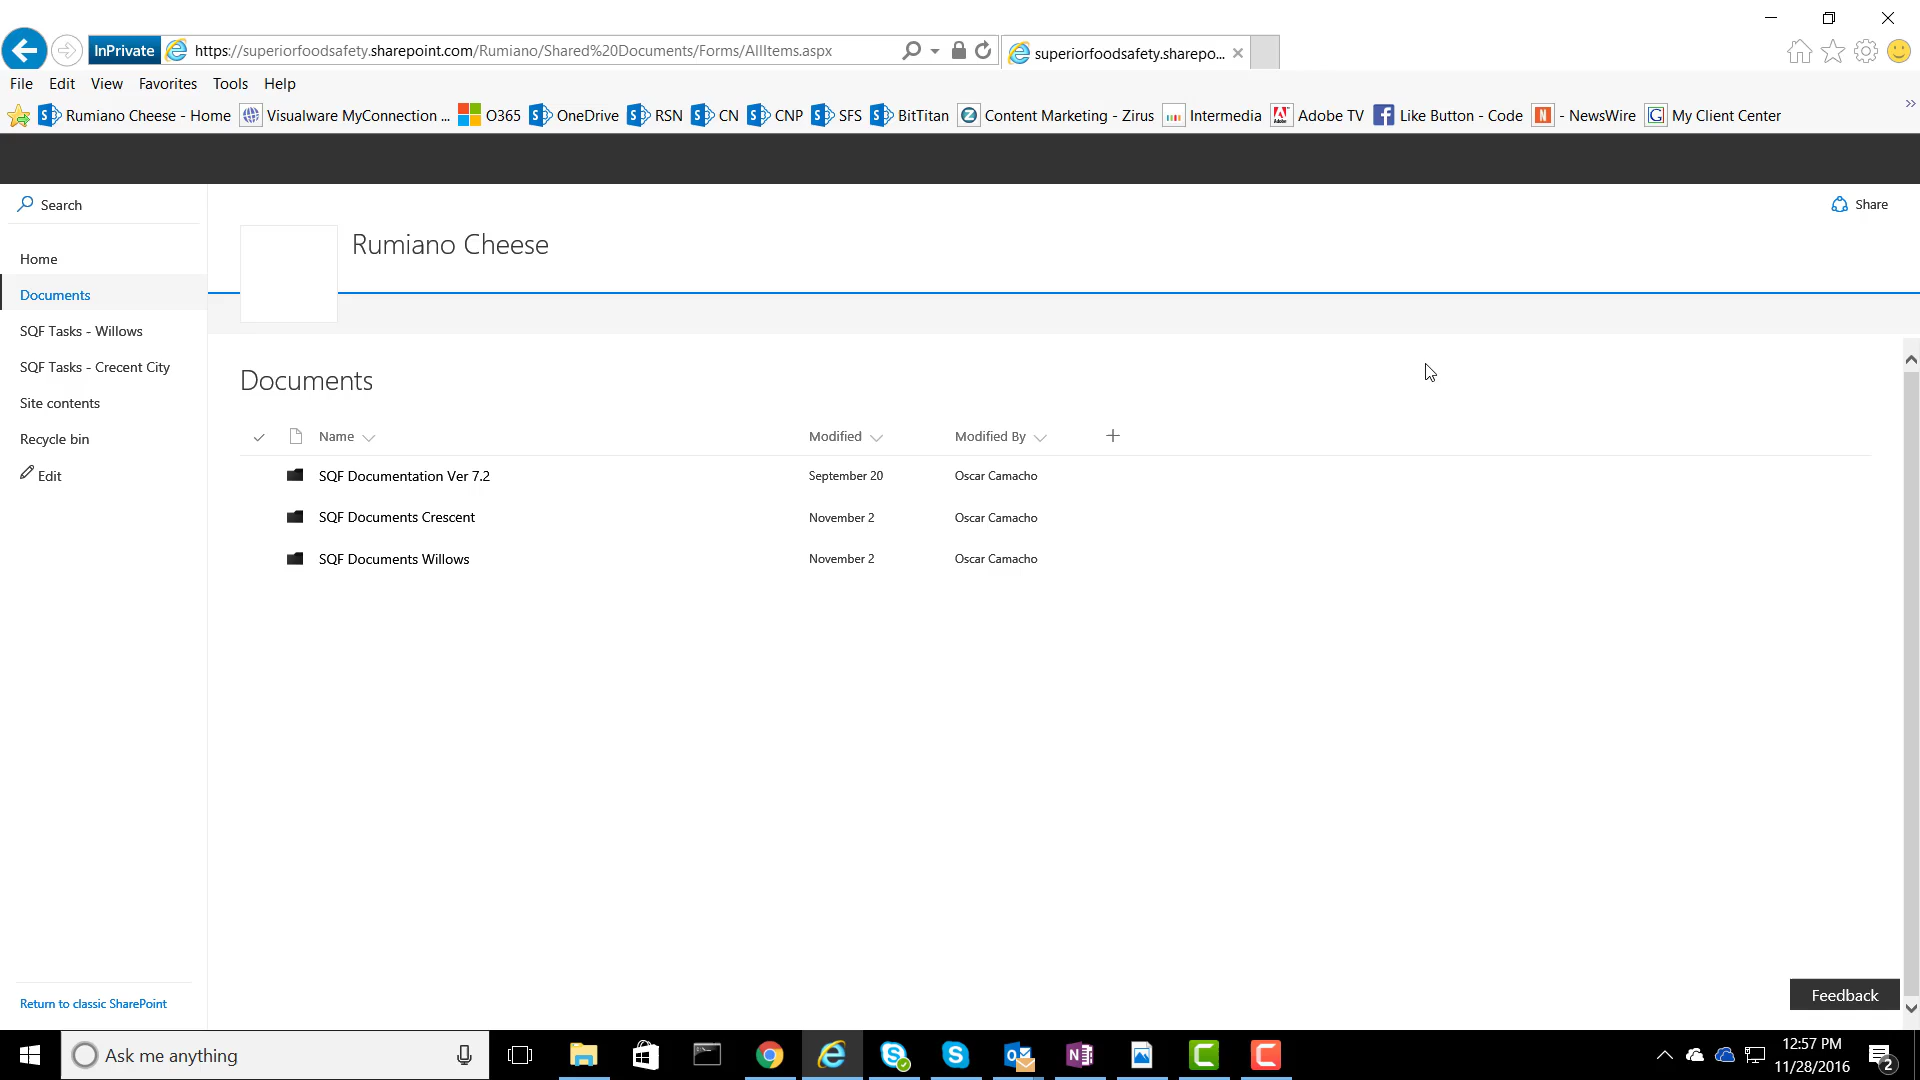 InPrivate https://superiorfoodsafety.sharepoint.com/Rumiano/Shared%20Documents/Forms/AllItems.aspx superiorfoodsafety.sharepo...
File Edit View Favorites Tools Help
Rumiano Cheese - Home Visualware MyConnection ... O365 OneDrive RSN CN CNP SFS BitTitan Content Marketing - Zirus Intermedia Adobe TV Like Button - Code - NewsWire My Client Center
Search
Share
Rumiano Cheese
Home
Documents
SQF Tasks - Willows
SQF Tasks - Crecent City
Site contents
Recycle bin
Edit
Documents
Name Modified Modified By
SQF Documentation Ver 7.2 September 20 Oscar Camacho
SQF Documents Crescent November 2 Oscar Camacho
SQF Documents Willows November 2 Oscar Camacho
Return to classic SharePoint
Feedback
Ask me anything
12:57 PM
11/28/2016
2